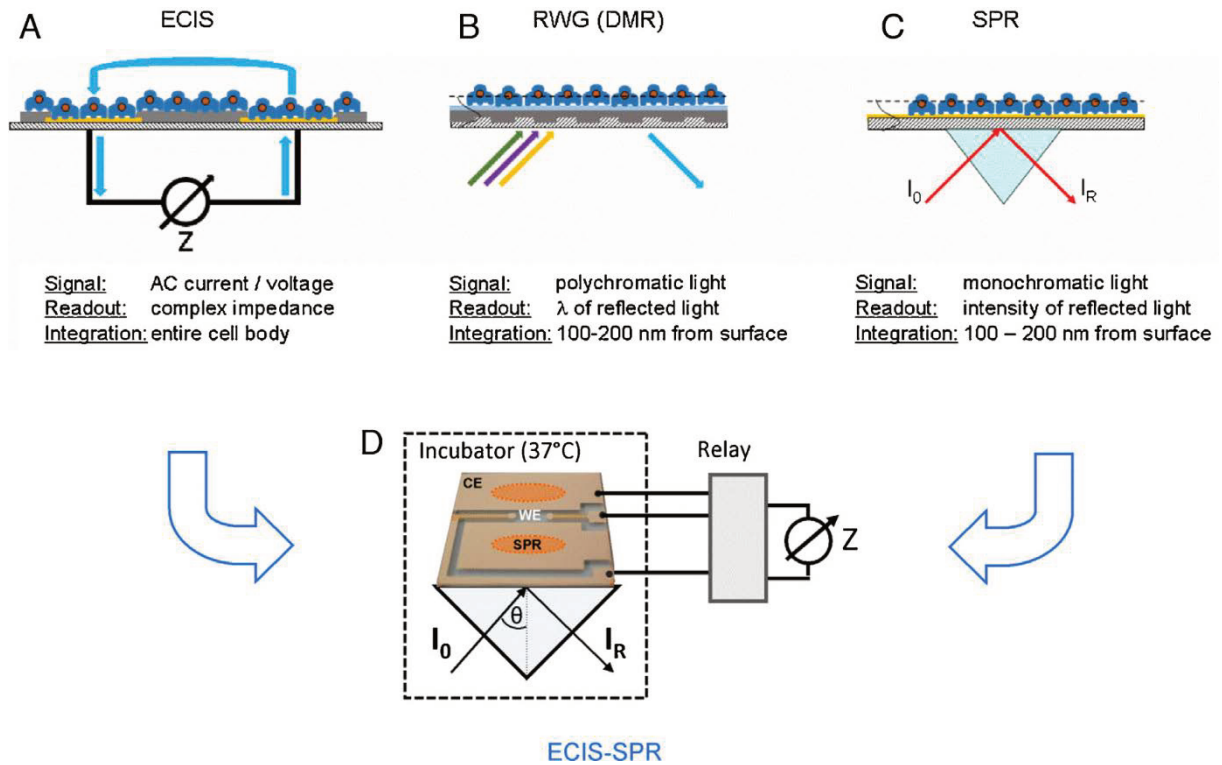 A
ECIS
Z
Signal: AC current / voltage
Readout: complex impedance
Integration: entire cell body
B
RWG (DMR)
Signal: polychromatic light
Readout: λ of reflected light
Integration: 100-200 nm from surface
C
SPR
I0
IR
Signal: monochromatic light
Readout: intensity of reflected light
Integration: 100 – 200 nm from surface
D
Incubator (37°C)
Relay
CE
WE
SPR
Z
θ
I0
IR
ECIS-SPR